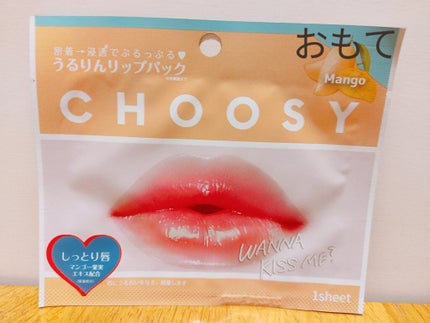 おもて
密着→浸透でぷるっぷる♥
うるりんリップパック
Mango
CHOOSY
WANNA
KISS ME?
しっとり唇
マンゴー果実
エキス配合
1sheet